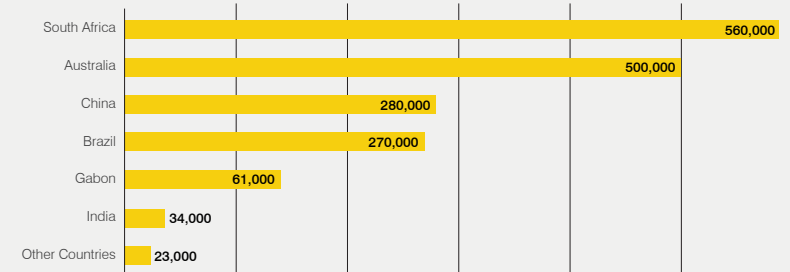 South Africa 560,000
Australia 500,000
China 280,000
Brazil 270,000
Gabon 61,000
India 34,000
Other Countries 23,000